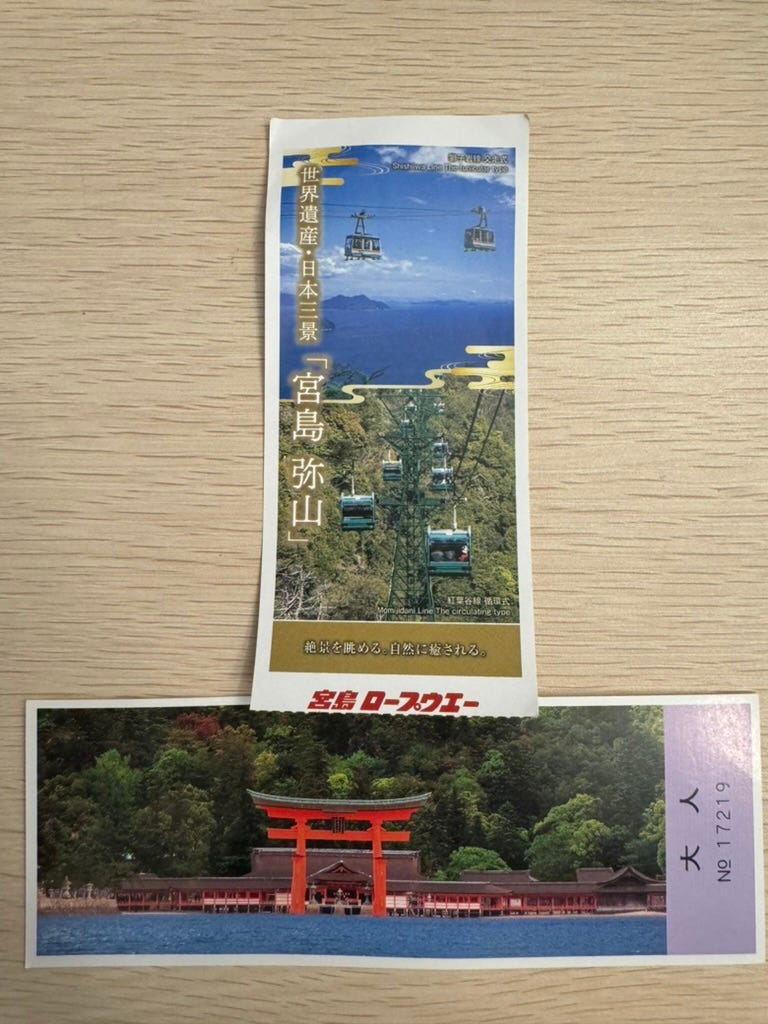 獅子岩線 交走式
Shishiiwa Line The funicular type
世界遺産・日本三景
「宮島 弥山」
紅葉谷線 循環式
Momijidani Line The circulating type
絶景を眺める。自然に癒される。
宮島 ロープウエー
大人
№ 17219